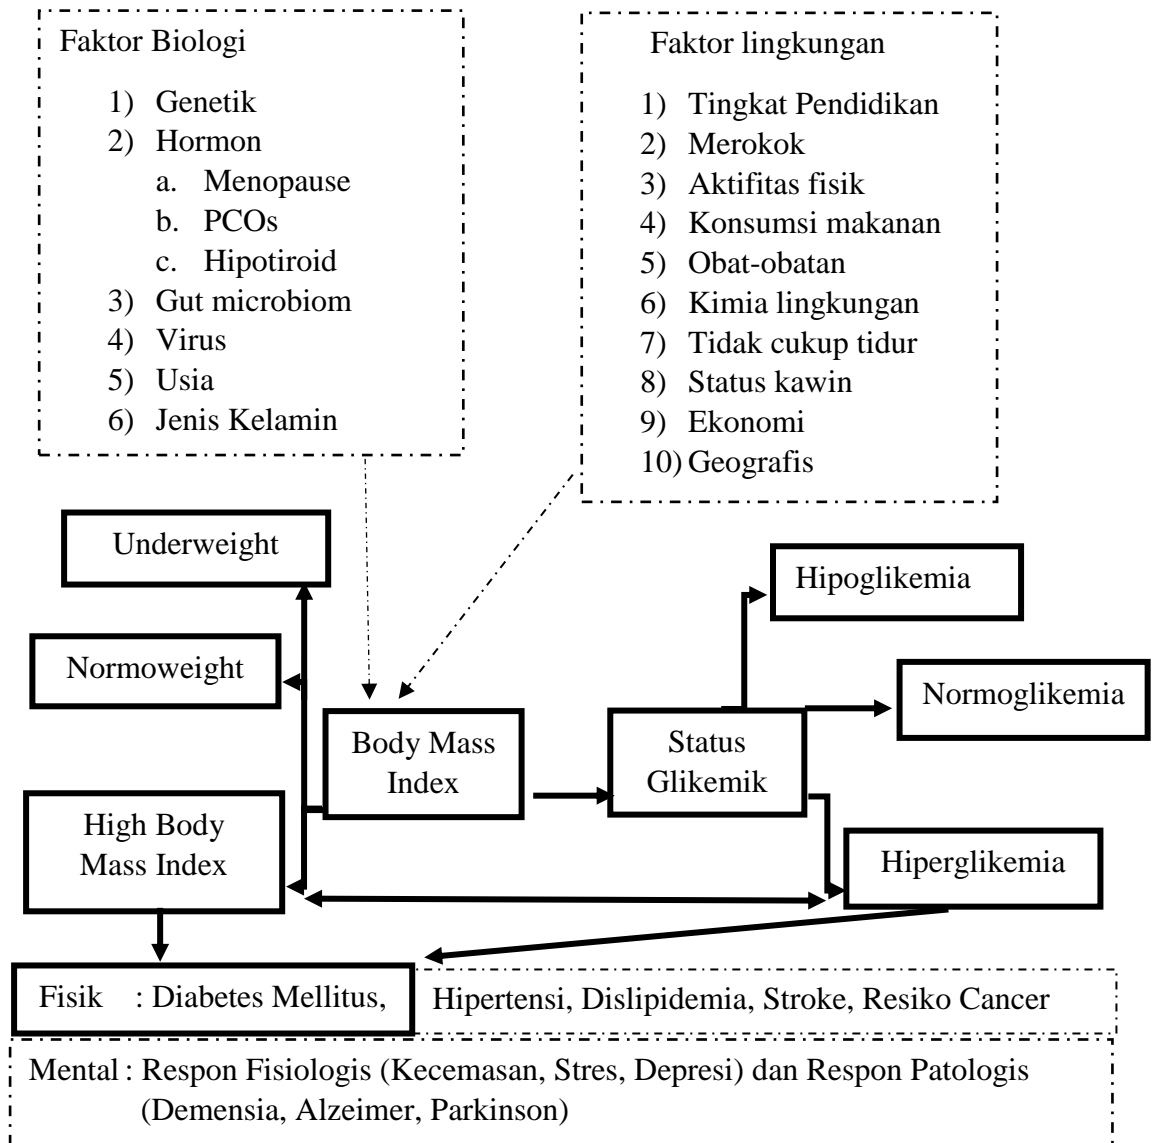 Faktor Biologi
1) Genetik
2) Hormon
a. Menopause
b. PCOs
c. Hipotiroid
3) Gut microbiom
4) Virus
5) Usia
6) Jenis Kelamin
Faktor lingkungan
1) Tingkat Pendidikan
2) Merokok
3) Aktifitas fisik
4) Konsumsi makanan
5) Obat-obatan
6) Kimia lingkungan
7) Tidak cukup tidur
8) Status kawin
9) Ekonomi
10) Geografis
Underweight
Normoweight
Body Mass
Index
High Body
Mass Index
Status
Glikemik
Hipoglikemia
Normoglikemia
Hiperglikemia
Fisik : Diabetes Mellitus, Hipertensi, Dislipidemia, Stroke, Resiko Cancer
Mental : Respon Fisiologis (Kecemasan, Stres, Depresi) dan Respon Patologis
(Demensia, Alzeimer, Parkinson)